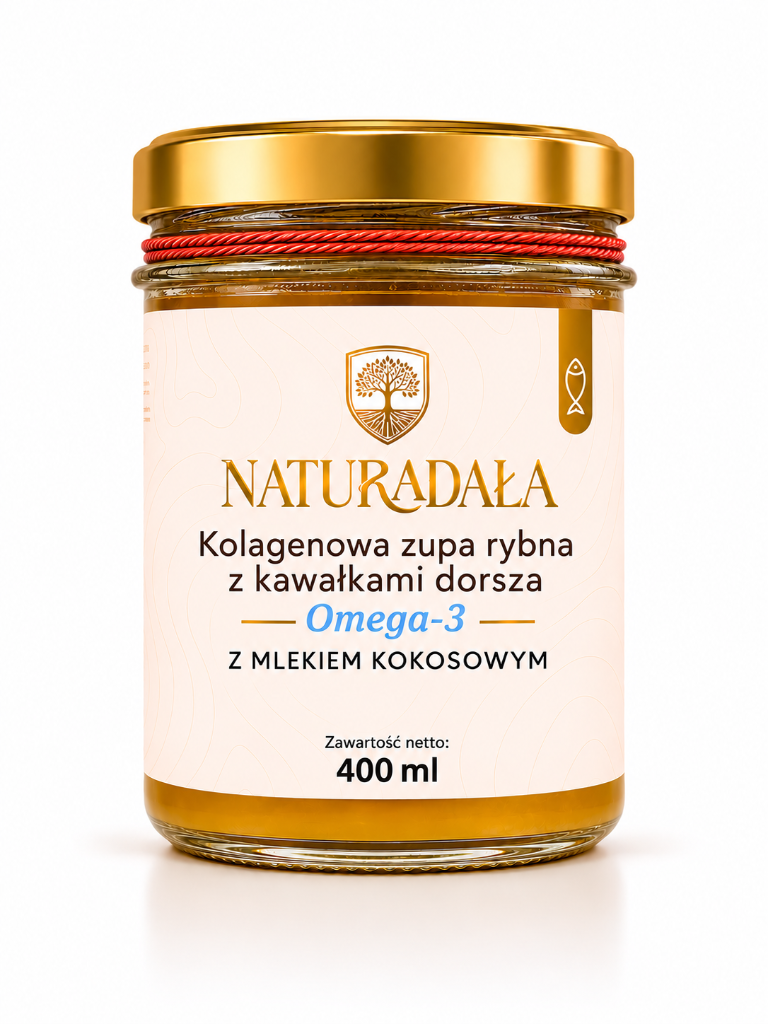 NATURADAŁA
Kolagenowa zupa rybna
z kawałkami dorsza
Omega-3
Z MLEKIEM KOKOSOWYM
Zawartość netto:
400 ml